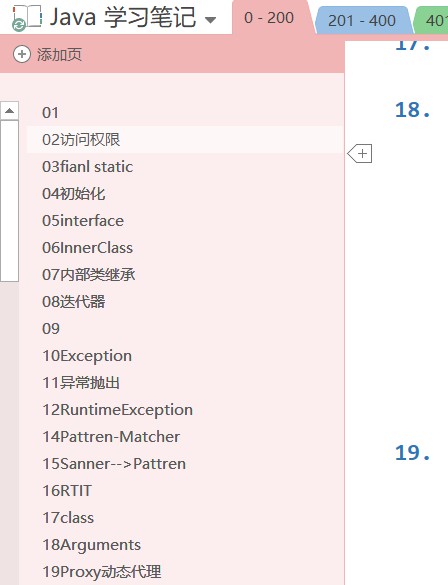 Java 学习笔记
0 - 200
201 - 400
401
添加页
17.
01
18.
02访问权限
03fianl static
04初始化
05interface
06InnerClass
07内部类继承
08迭代器
09
10Exception
11异常抛出
12RuntimeException
14Pattren-Matcher
19.
15Sanner-->Pattren
16RTIT
17class
18Arguments
19Proxy动态代理